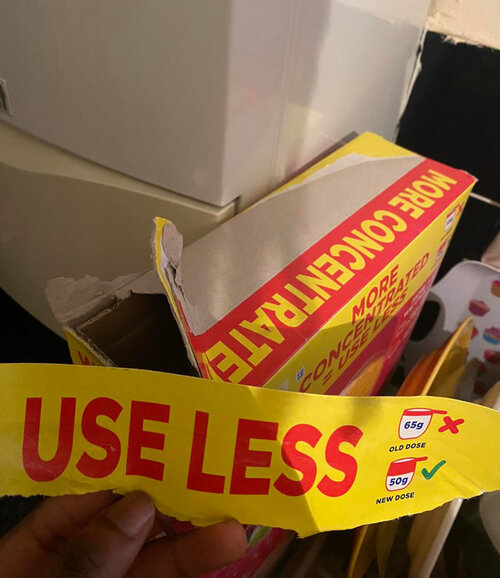 MORE CONCENTRATE
MORE
CONCENTRATED
= USE LESS
USE LESS
65g
OLD DOSE
50g
NEW DOSE